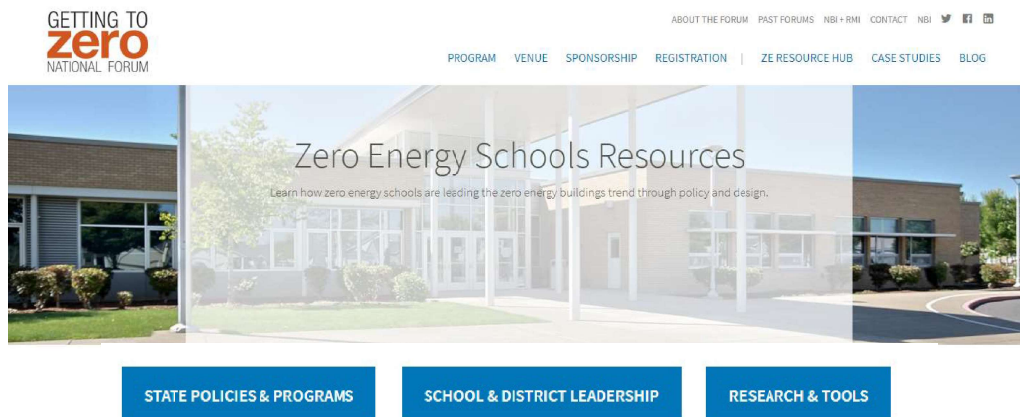 GETTING TO
zero
NATIONAL FORUM
ABOUT THE FORUM PAST FORUMS NBI + RMI CONTACT NBI
PROGRAM VENUE SPONSORSHIP REGISTRATION | ZE RESOURCE HUB CASE STUDIES BLOG
Zero Energy Schools Resources
Learn how zero energy schools are leading the zero energy buildings trend through policy and design.
STATE POLICIES & PROGRAMS SCHOOL & DISTRICT LEADERSHIP RESEARCH & TOOLS